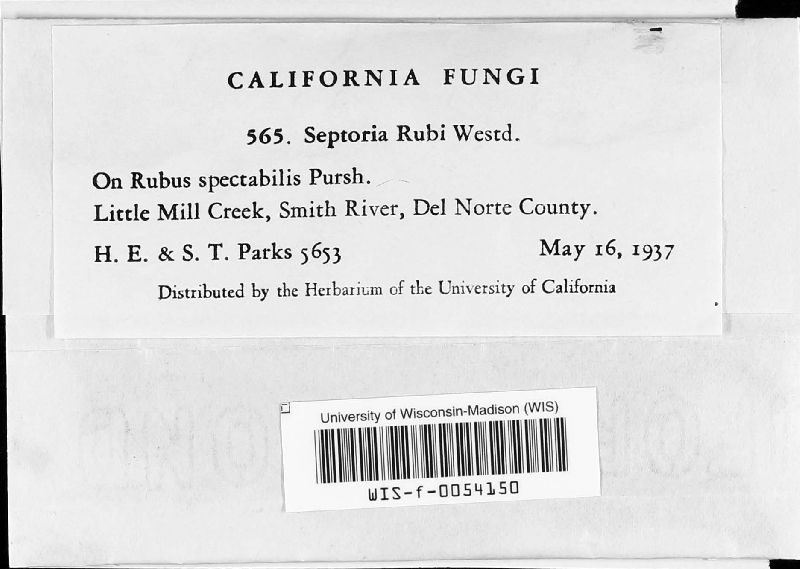 CALIFORNIA FUNGI
565. Septoria Rubi Westd.
On Rubus spectabilis Pursh.
Little Mill Creek, Smith River, Del Norte County.
H. E. & S. T. Parks 5653 May 16, 1937
Distributed by the Herbarium of the University of California
University of Wisconsin-Madison (WIS)
WIS-f-0054150